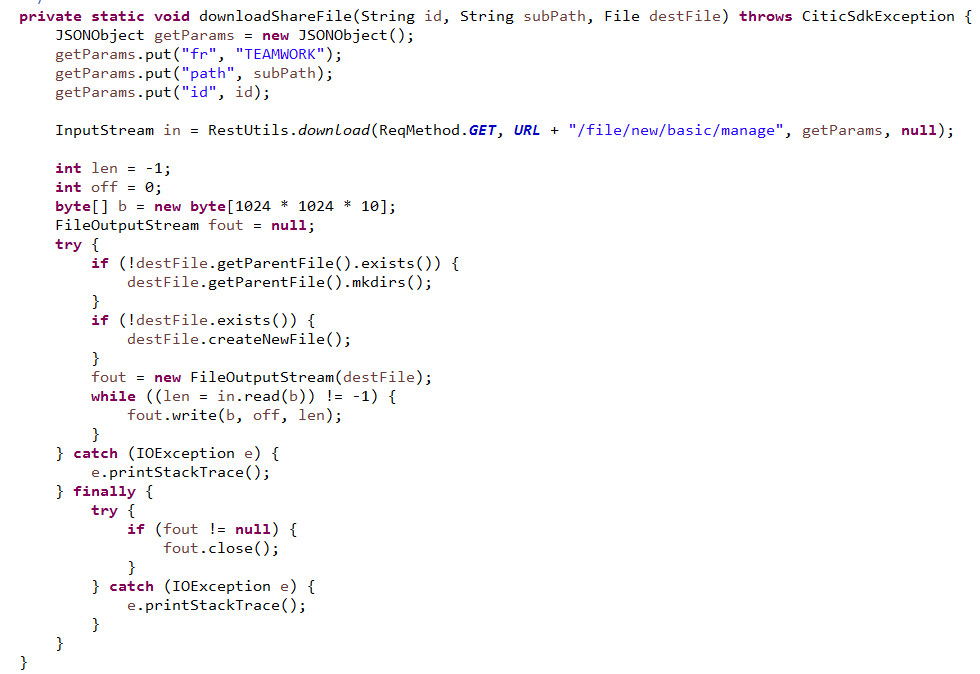 /
private static void downloadShareFile(String id, String subPath, File destFile) throws CiticSdkException {
    JSONObject getParams = new JSONObject();
    getParams.put("fr", "TEAMWORK");
    getParams.put("path", subPath);
    getParams.put("id", id);

    InputStream in = RestUtils.download(ReqMethod.GET, URL + "/file/new/basic/manage", getParams, null);

    int len = -1;
    int off = 0;
    byte[] b = new byte[1024 * 1024 * 10];
    FileOutputStream fout = null;
    try {
        if (!destFile.getParentFile().exists()) {
            destFile.getParentFile().mkdirs();
        }
        if (!destFile.exists()) {
            destFile.createNewFile();
        }
        fout = new FileOutputStream(destFile);
        while ((len = in.read(b)) != -1) {
            fout.write(b, off, len);
        }
    } catch (IOException e) {
        e.printStackTrace();
    } finally {
        try {
            if (fout != null) {
                fout.close();
            }
        } catch (IOException e) {
            e.printStackTrace();
        }
    }
}